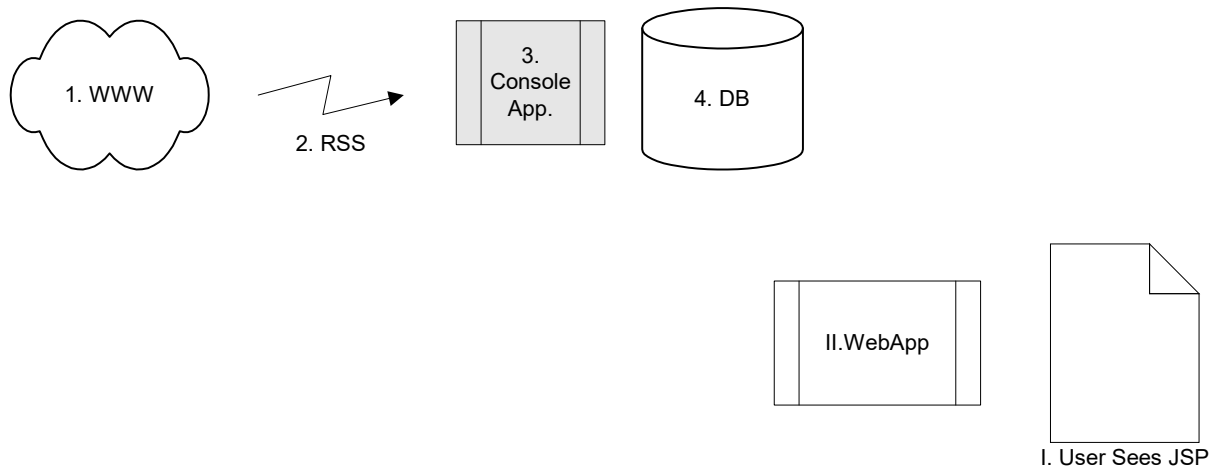 1. WWW
2. RSS
3.
Console
App.
4. DB
II.WebApp
I. User Sees JSP